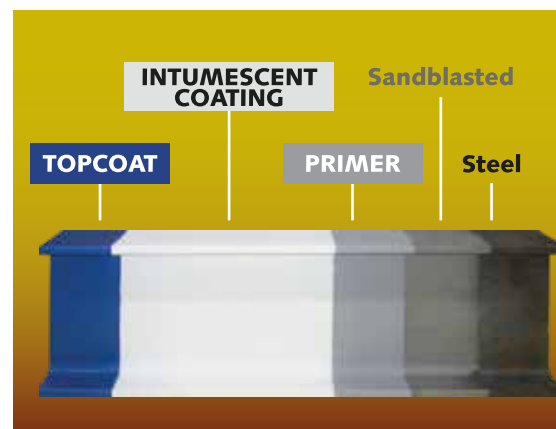 INTUMESCENT
COATING
Sandblasted
TOPCOAT
PRIMER
Steel